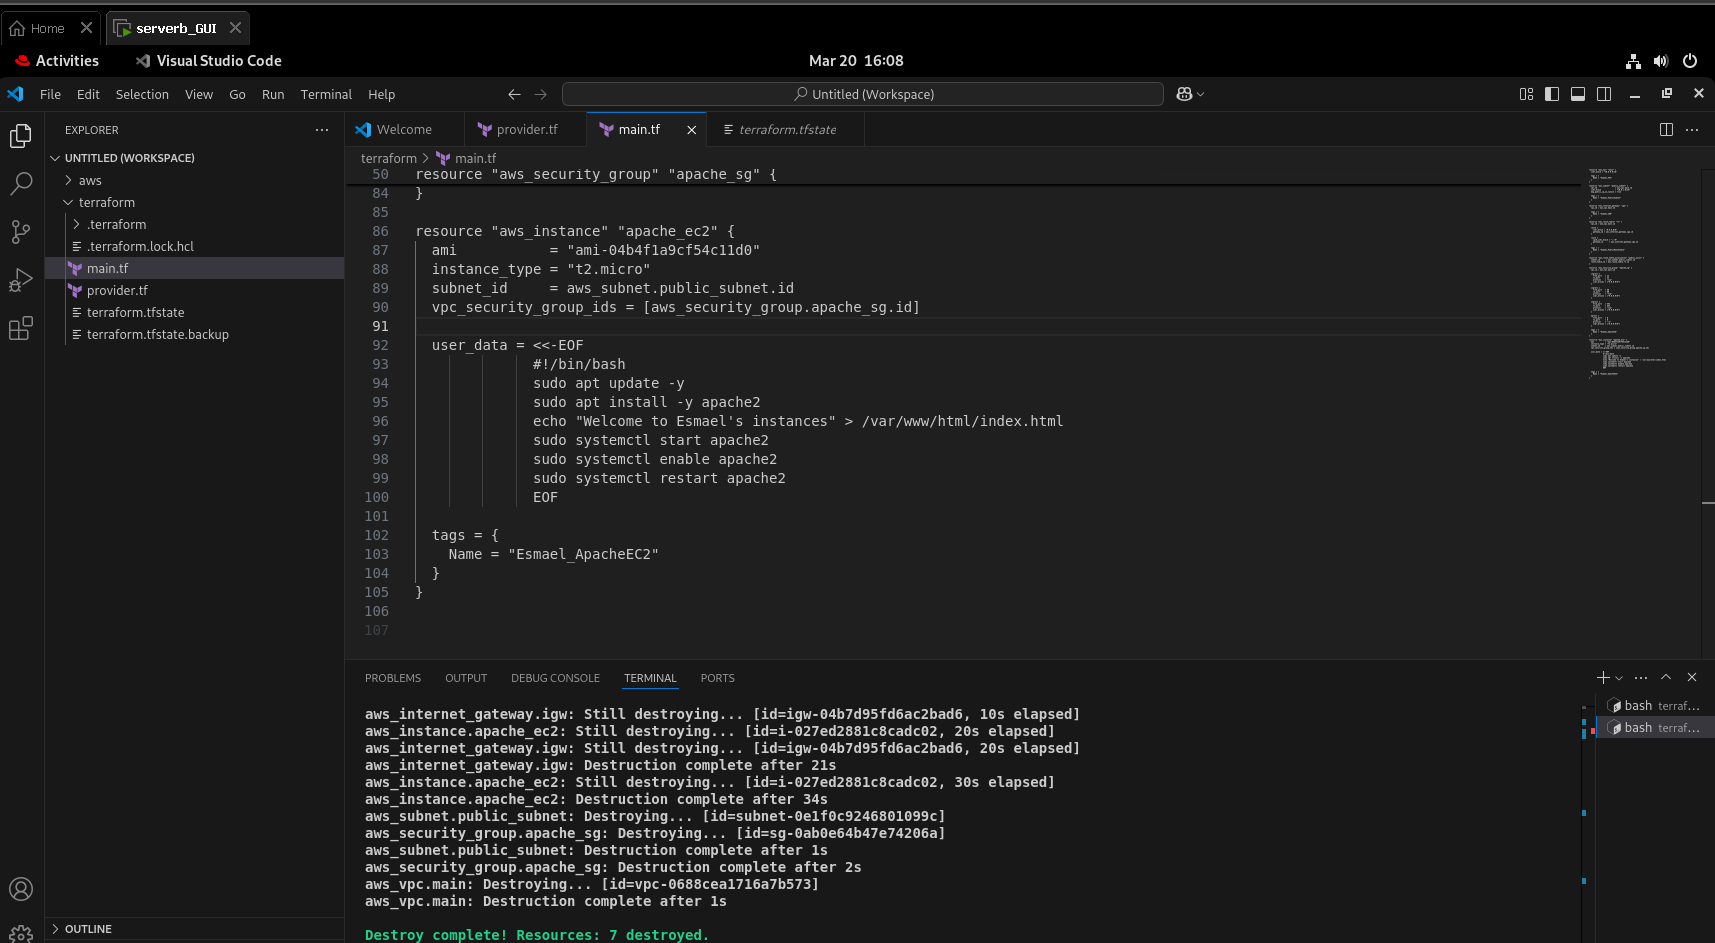 Home
serverb_GUI
Activities
Visual Studio Code
Mar 20 16:08
File Edit Selection View Go Run Terminal Help
Untitled (Workspace)
EXPLORER
UNTITLED (WORKSPACE)
aws
terraform
.terraform
.terraform.lock.hcl
main.tf
provider.tf
terraform.tfstate
terraform.tfstate.backup
OUTLINE
Welcome
provider.tf
main.tf
terraform.tfstate
terraform > main.tf
50 resource "aws_security_group" "apache_sg" {
84 }
85
86 resource "aws_instance" "apache_ec2" {
87 ami = "ami-04b4f1a9cf54c11d0"
88 instance_type = "t2.micro"
89 subnet_id = aws_subnet.public_subnet.id
90 vpc_security_group_ids = [aws_security_group.apache_sg.id]
91
92 user_data = <<-EOF
93 #!/bin/bash
94 sudo apt update -y
95 sudo apt install -y apache2
96 echo "Welcome to Esmael's instances" > /var/www/html/index.html
97 sudo systemctl start apache2
98 sudo systemctl enable apache2
99 sudo systemctl restart apache2
100 EOF
101
102 tags = {
103 Name = "Esmael_ApacheEC2"
104 }
105 }
106
107
PROBLEMS OUTPUT DEBUG CONSOLE TERMINAL PORTS
aws_internet_gateway.igw: Still destroying... [id=igw-04b7d95fd6ac2bad6, 10s elapsed]
aws_instance.apache_ec2: Still destroying... [id=i-027ed2881c8cadc02, 20s elapsed]
aws_internet_gateway.igw: Still destroying... [id=igw-04b7d95fd6ac2bad6, 20s elapsed]
aws_internet_gateway.igw: Destruction complete after 21s
aws_instance.apache_ec2: Still destroying... [id=i-027ed2881c8cadc02, 30s elapsed]
aws_instance.apache_ec2: Destruction complete after 34s
aws_subnet.public_subnet: Destroying... [id=subnet-0e1f0c9246801099c]
aws_security_group.apache_sg: Destroying... [id=sg-0ab0e64b47e74206a]
aws_subnet.public_subnet: Destruction complete after 1s
aws_security_group.apache_sg: Destruction complete after 2s
aws_vpc.main: Destroying... [id=vpc-0688cea1716a7b573]
aws_vpc.main: Destruction complete after 1s
Destroy complete! Resources: 7 destroyed.
bash terraf...
bash terraf...